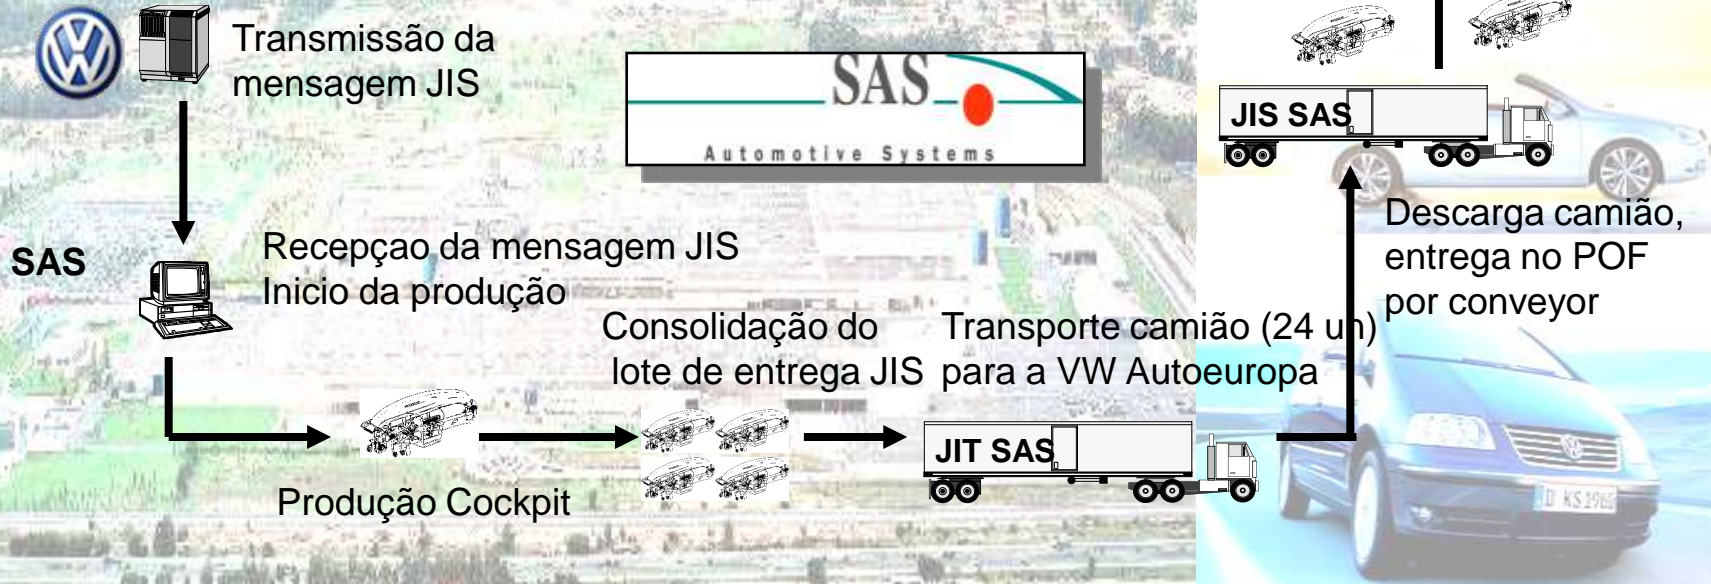 Transmissão da
mensagem JIS
SAS
Automotive Systems
JIS SAS
SAS
Recepçao da mensagem JIS
Inicio da produção
Descarga camião,
entrega no POF
por conveyor
Consolidação do
lote de entrega JIS
Transporte camião (24 un)
para a VW Autoeuropa
JIT SAS
Produção Cockpit